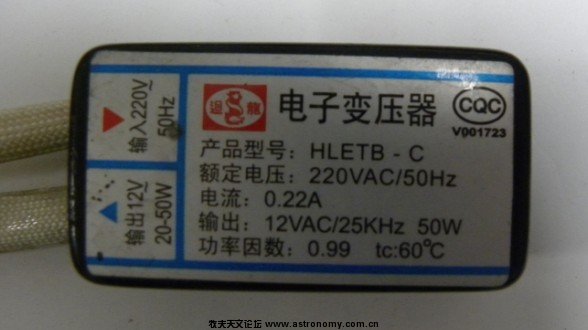 输入220V
50Hz
输出12V
20-50W
电子变压器
CQC
V001723
产品型号: HLETB - C
额定电压: 220VAC/50Hz
电流: 0.22A
输出: 12VAC/25KHz 50W
功率因数: 0.99 tc:60℃
牧夫天文论坛 www.astronomy.com.cn